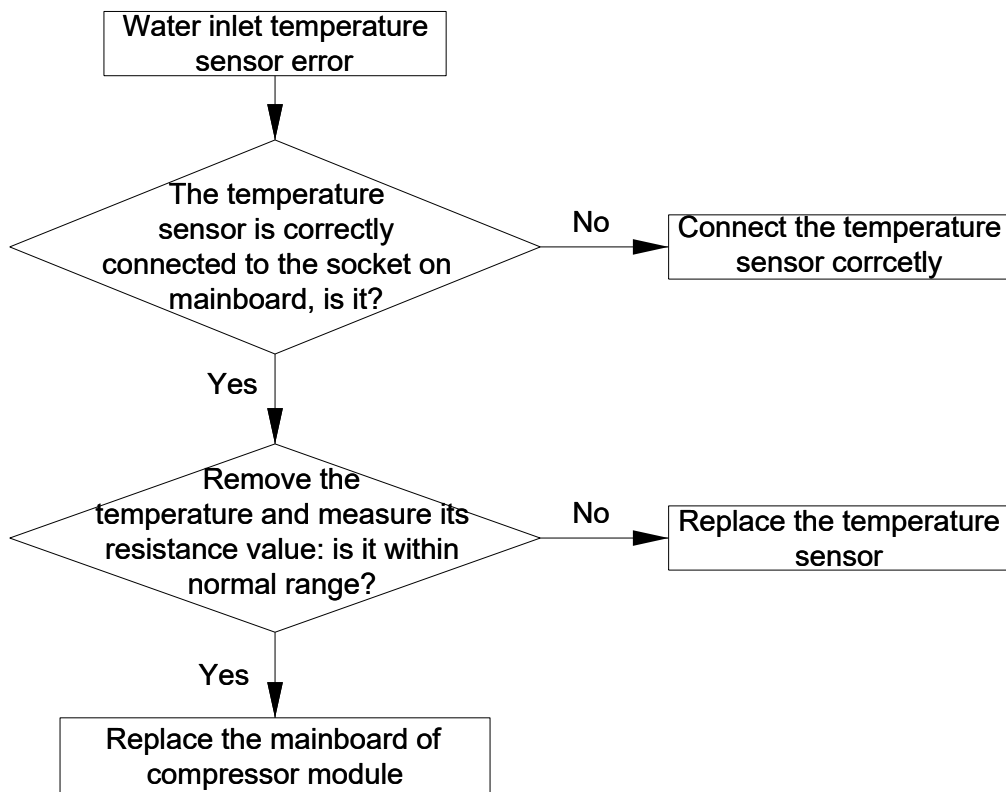 Water inlet temperature
sensor error
The temperature
sensor is correctly
connected to the socket on
mainboard, is it?
No
Connect the temperature
sensor corrcetly
Yes
Remove the
temperature and measure its
resistance value: is it within
normal range?
No
Replace the temperature
sensor
Yes
Replace the mainboard of
compressor module